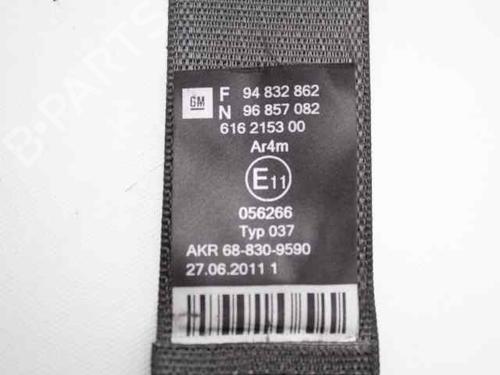 GM
F 94 832 862
N 96 857 082
616 2153 00
Ar4m
E11
056266
Typ 037
AKR 68-830-9590
27.06.2011 1
B-PARTS